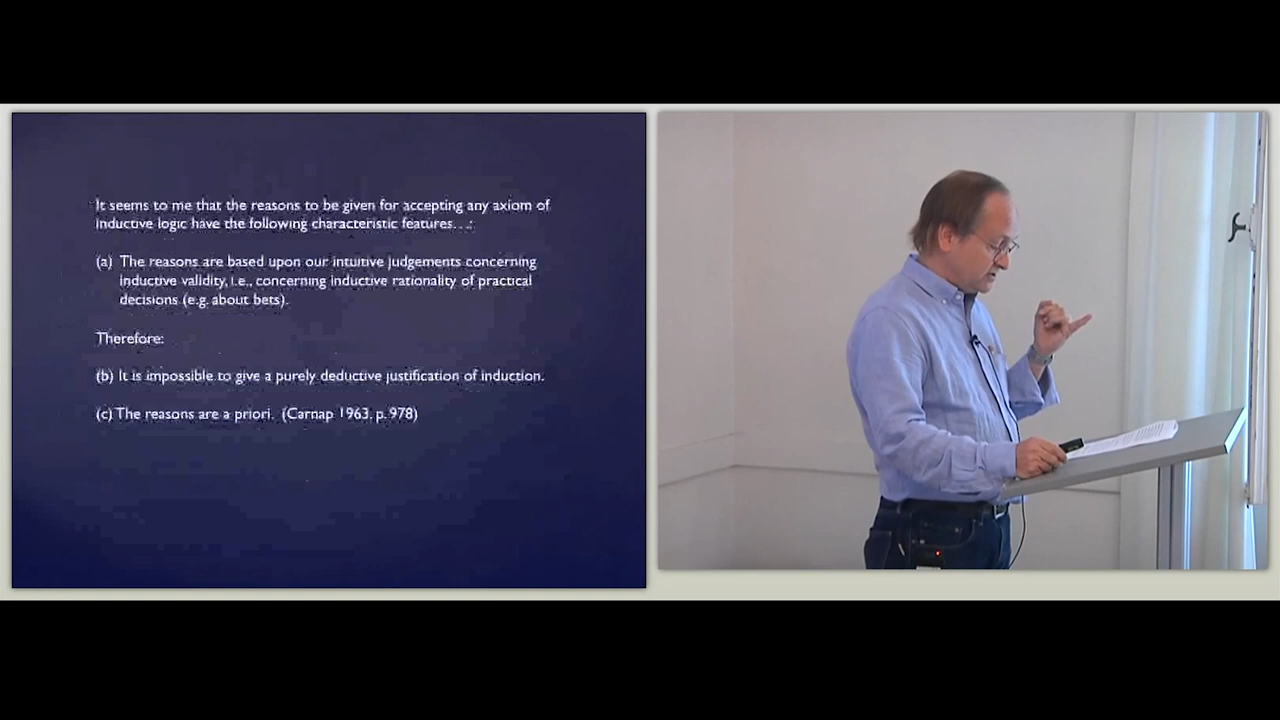 It seems to me that the reasons to be given for accepting any axiom of
inductive logic have the following characteristic features…:
(a) The reasons are based upon our intuitive judgements concerning
inductive validity, i.e., concerning inductive rationality of practical
decisions (e.g. about bets).
Therefore:
(b) It is impossible to give a purely deductive justification of induction.
(c) The reasons are a priori. (Carnap 1963, p. 978)